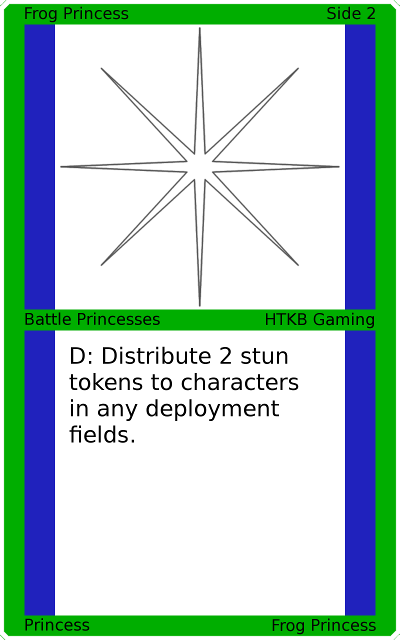 Frog Princess Side 2
Battle Princesses HTKB Gaming
D: Distribute 2 stun
tokens to characters
in any deployment
fields.
Princess Frog Princess